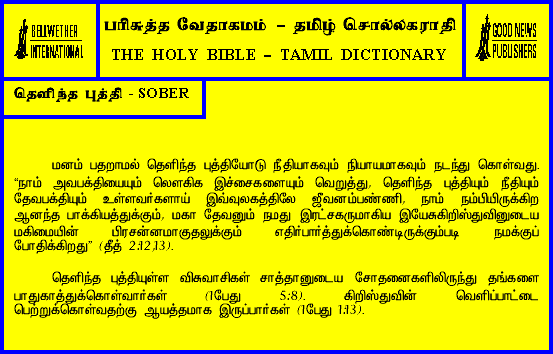 BELLWETHER
INTERNATIONAL
பரிசுத்த வேதாகமம் – தமிழ் சொல்லகராதி
THE HOLY BIBLE – TAMIL DICTIONARY
GOOD NEWS
PUBLISHERS
தெளிந்த புத்தி - SOBER
மனம் பதறாமல் தெளிந்த புத்தியோடு நீதியாகவும் நியாயமாகவும் நடந்து கொள்வது.
“நாம் அவபக்தியையும் லௌகிக இச்சைகளையும் வெறுத்து, தெளிந்த புத்தியும் நீதியும்
தேவபக்தியும் உள்ளவர்களாய் இவ்வுலகத்திலே ஜீவனம்பண்ணி, நாம் நம்பியிருக்கிற
ஆனந்த பாக்கியத்துக்கும், மகா தேவனும் நமது இரட்சகருமாகிய இயேசுகிறிஸ்துவினுடைய
மகிமையின் பிரசன்னமாகுதலுக்கும் எதிர்பார்த்துக்கொண்டிருக்கும்படி நமக்குப்
போதிக்கிறது” (தீத் 2:12,13).
தெளிந்த புத்தியுள்ள விசுவாசிகள் சாத்தானுடைய சோதனைகளிலிருந்து தங்களை
பாதுகாத்துக்கொள்வார்கள் (1பேது 5:8). கிறிஸ்துவின் வெளிப்பாட்டை
பெற்றுக்கொள்வதற்கு ஆயத்தமாக இருப்பார்கள் (1பேது 1:13).